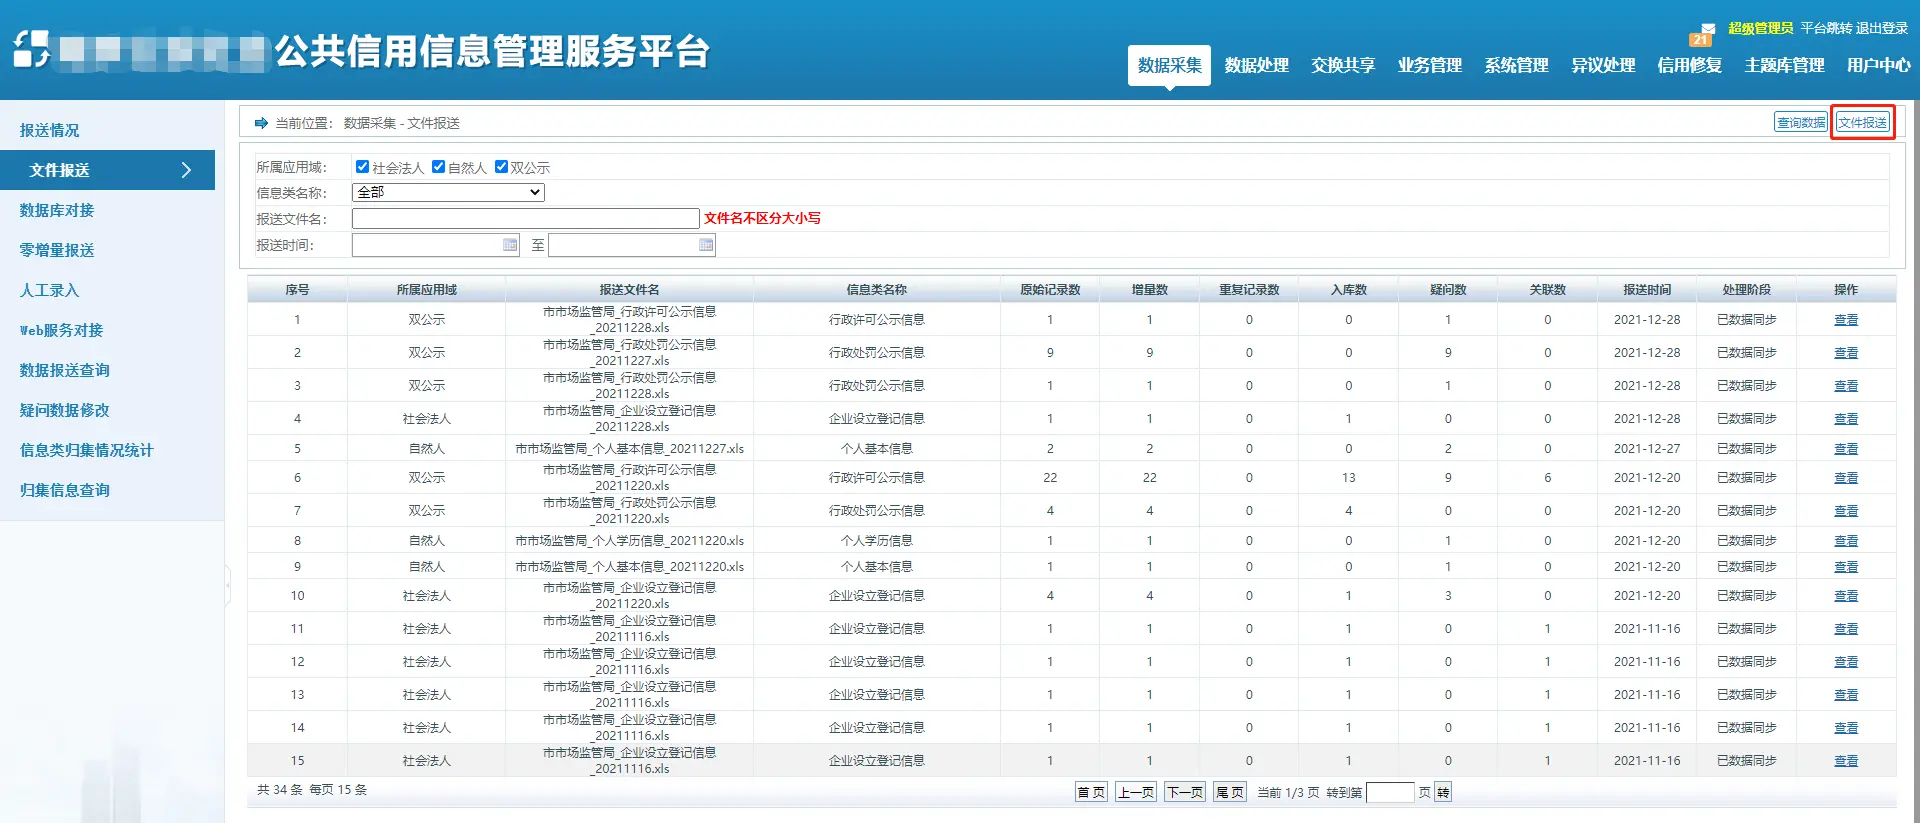 公共信用信息管理服务平台
21 超级管理员 平台跳转 退出登录
数据采集 数据处理 交换共享 业务管理 系统管理 异议处理 信用修复 主题库管理 用户中心
报送情况
文件报送
数据库对接
零增量报送
人工录入
Web服务对接
数据报送查询
疑问数据修改
信息类归集情况统计
归集信息查询
当前位置： 数据采集 - 文件报送 查询数据 文件报送
所属应用域： 社会法人 自然人 双公示
信息类名称： 全部
报送文件名： 文件名不区分大小写
报送时间： 至
序号 所属应用域 报送文件名 信息类名称 原始记录数 增量数 重复记录数 入库数 疑问数 关联数 报送时间 处理阶段 操作
1 双公示 市市场监管局_行政许可公示信息_20211228.xls 行政许可公示信息 1 1 0 0 1 0 2021-12-28 已数据同步 查看
2 双公示 市市场监管局_行政处罚公示信息_20211227.xls 行政处罚公示信息 9 9 0 0 9 0 2021-12-28 已数据同步 查看
3 双公示 市市场监管局_行政处罚公示信息_20211228.xls 行政处罚公示信息 1 1 0 0 1 0 2021-12-28 已数据同步 查看
4 社会法人 市市场监管局_企业设立登记信息_20211228.xls 企业设立登记信息 1 1 0 1 0 0 2021-12-28 已数据同步 查看
5 自然人 市市场监管局_个人基本信息_20211227.xls 个人基本信息 2 2 0 0 2 0 2021-12-27 已数据同步 查看
6 双公示 市市场监管局_行政许可公示信息_20211220.xls 行政许可公示信息 22 22 0 13 9 6 2021-12-20 已数据同步 查看
7 双公示 市市场监管局_行政处罚公示信息_20211220.xls 行政处罚公示信息 4 4 0 4 0 0 2021-12-20 已数据同步 查看
8 自然人 市市场监管局_个人学历信息_20211220.xls 个人学历信息 1 1 0 0 1 0 2021-12-20 已数据同步 查看
9 自然人 市市场监管局_个人基本信息_20211220.xls 个人基本信息 1 1 0 0 1 0 2021-12-20 已数据同步 查看
10 社会法人 市市场监管局_企业设立登记信息_20211220.xls 企业设立登记信息 4 4 0 1 3 0 2021-12-20 已数据同步 查看
11 社会法人 市市场监管局_企业设立登记信息_20211116.xls 企业设立登记信息 1 1 0 1 0 1 2021-11-16 已数据同步 查看
12 社会法人 市市场监管局_企业设立登记信息_20211116.xls 企业设立登记信息 1 1 0 1 0 1 2021-11-16 已数据同步 查看
13 社会法人 市市场监管局_企业设立登记信息_20211116.xls 企业设立登记信息 1 1 0 1 0 1 2021-11-16 已数据同步 查看
14 社会法人 市市场监管局_企业设立登记信息_20211116.xls 企业设立登记信息 1 1 0 1 0 1 2021-11-16 已数据同步 查看
15 社会法人 市市场监管局_企业设立登记信息_20211116.xls 企业设立登记信息 1 1 0 1 0 1 2021-11-16 已数据同步 查看
共 34 条 每页 15 条 首 页 上一页 下一页 尾 页 当前 1/3 页 转到第 页 转